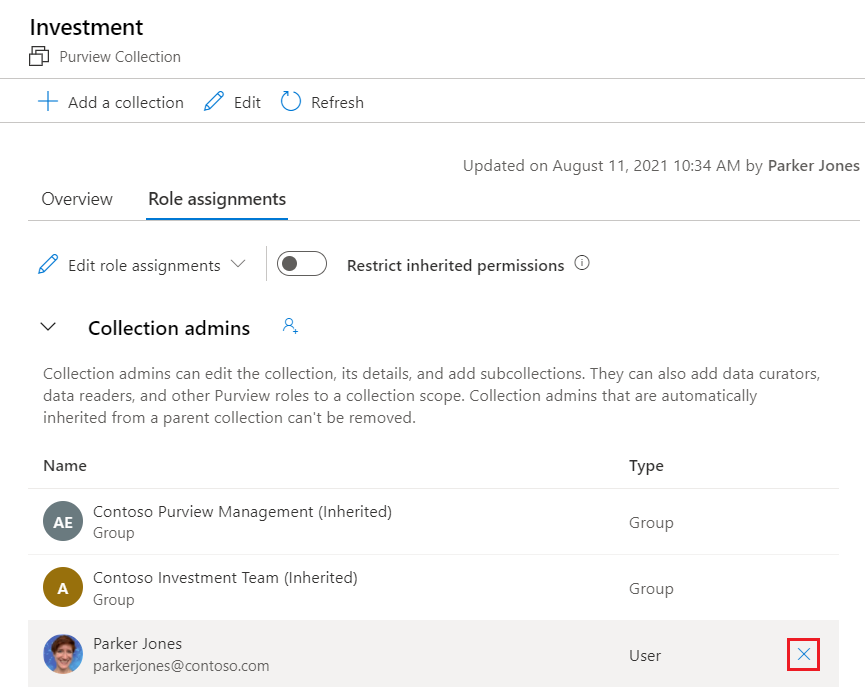 Investment
Purview Collection
Add a collection Edit Refresh
Updated on August 11, 2021 10:34 AM by Parker Jones
Overview Role assignments
Edit role assignments Restrict inherited permissions
Collection admins
Collection admins can edit the collection, its details, and add subcollections. They can also add data curators,
data readers, and other Purview roles to a collection scope. Collection admins that are automatically
inherited from a parent collection can't be removed.
Name Type
AE Contoso Purview Management (Inherited)
Group Group
A Contoso Investment Team (Inherited)
Group Group
Parker Jones
parkerjones@contoso.com User